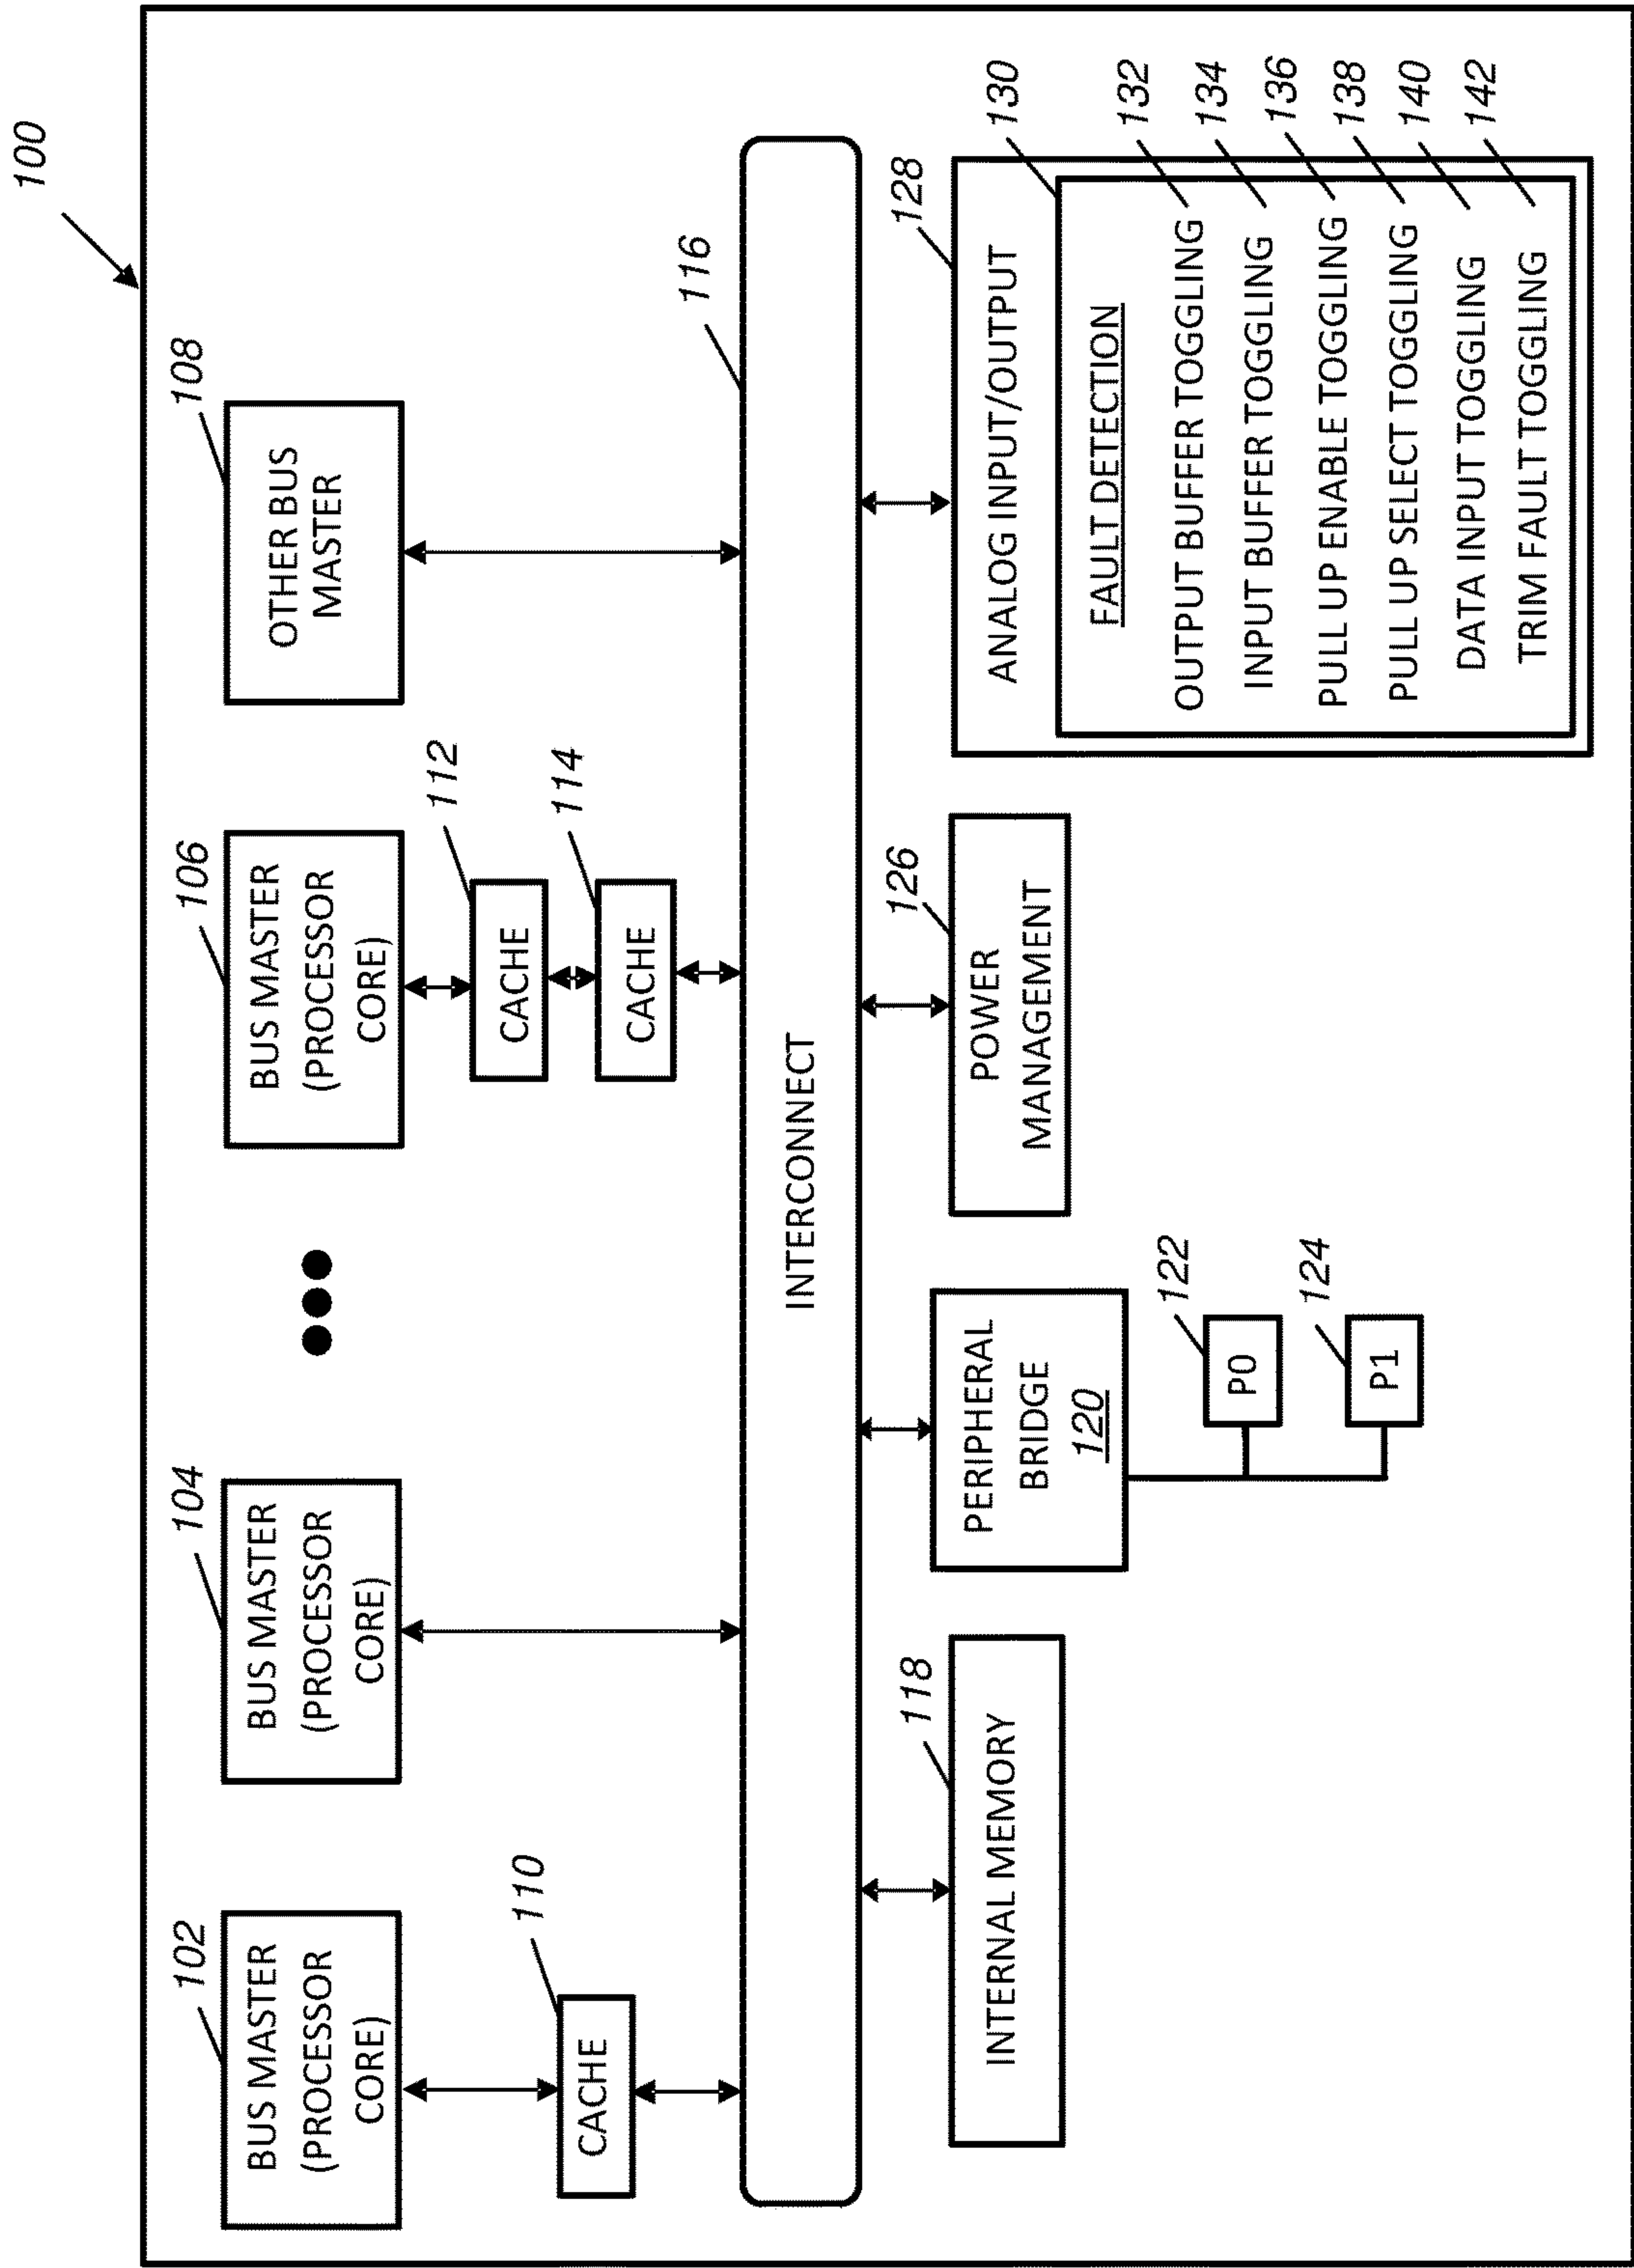 100
102
BUS MASTER
(PROCESSOR
CORE)
104
BUS MASTER
(PROCESSOR
CORE)
106
BUS MASTER
(PROCESSOR
CORE)
108
OTHER BUS
MASTER
110
CACHE
112
CACHE
114
CACHE
116
INTERCONNECT
118
INTERNAL MEMORY
PERIPHERAL
BRIDGE
120
122
P0
124
P1
126
POWER
MANAGEMENT
128
ANALOG INPUT/OUTPUT
130
FAULT DETECTION
OUTPUT BUFFER TOGGLING 132
INPUT BUFFER TOGGLING 134
PULL UP ENABLE TOGGLING 136
PULL UP SELECT TOGGLING 138
DATA INPUT TOGGLING 140
TRIM FAULT TOGGLING 142